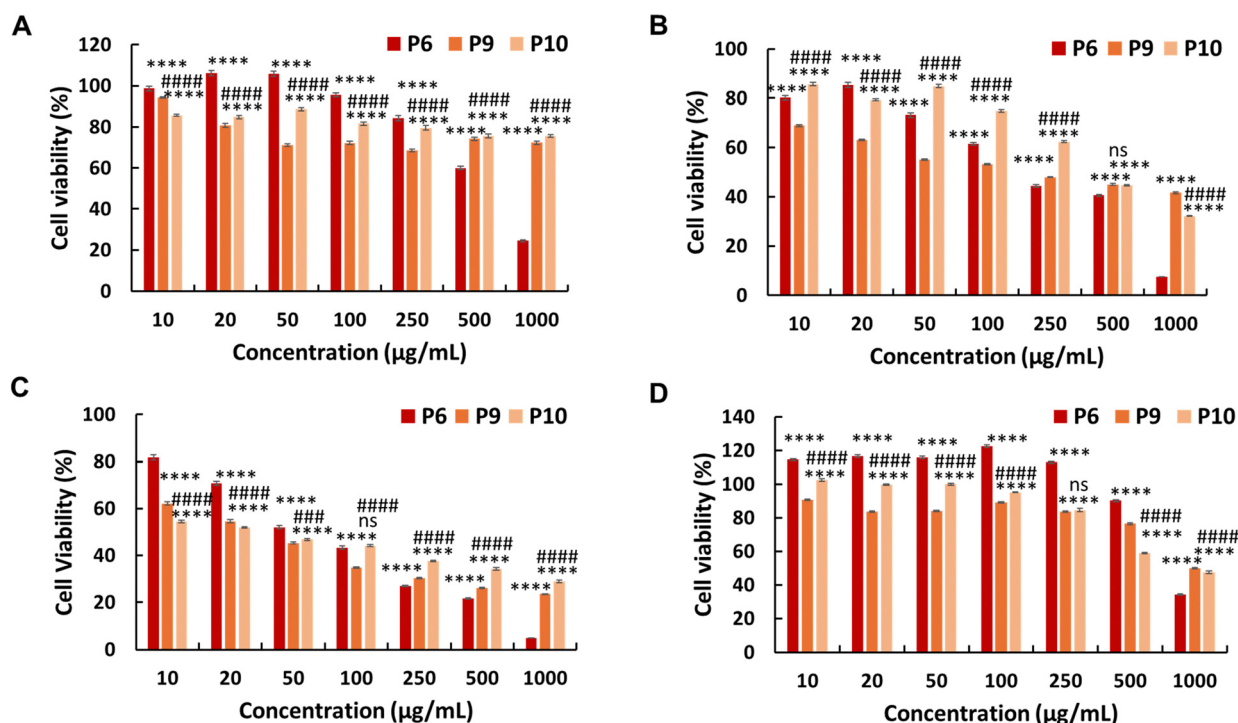 A
P6 P9 P10
120
100
80
60
40
20
0
Cell viability (%)
**** **** **** **** ****
#### #### #### #### #### #### ####
**** **** **** **** **** **** ****
**** ****
10 20 50 100 250 500 1000
Concentration (µg/mL)
B
P6 P9 P10
100
80
60
40
20
0
Cell viability (%)
#### **** #### #### ####
**** #### **** **** ####
**** **** **** **** **** ns
**** **** **** ****
#### ****
10 20 50 100 250 500 1000
Concentration (µg/mL)
C
P6 P9 P10
100
80
60
40
20
0
Cell Viability (%)
**** **** **** #### #### #### ####
#### #### ### ns **** **** ****
**** **** **** **** **** **** ****
10 20 50 100 250 500 1000
Concentration (µg/mL)
D
P6 P9 P10
140
120
100
80
60
40
20
0
Cell viability (%)
**** **** **** **** ****
#### #### #### #### ns ****
**** **** **** **** **** #### ####
**** **** ****
10 20 50 100 250 500 1000
Concentration (µg/mL)